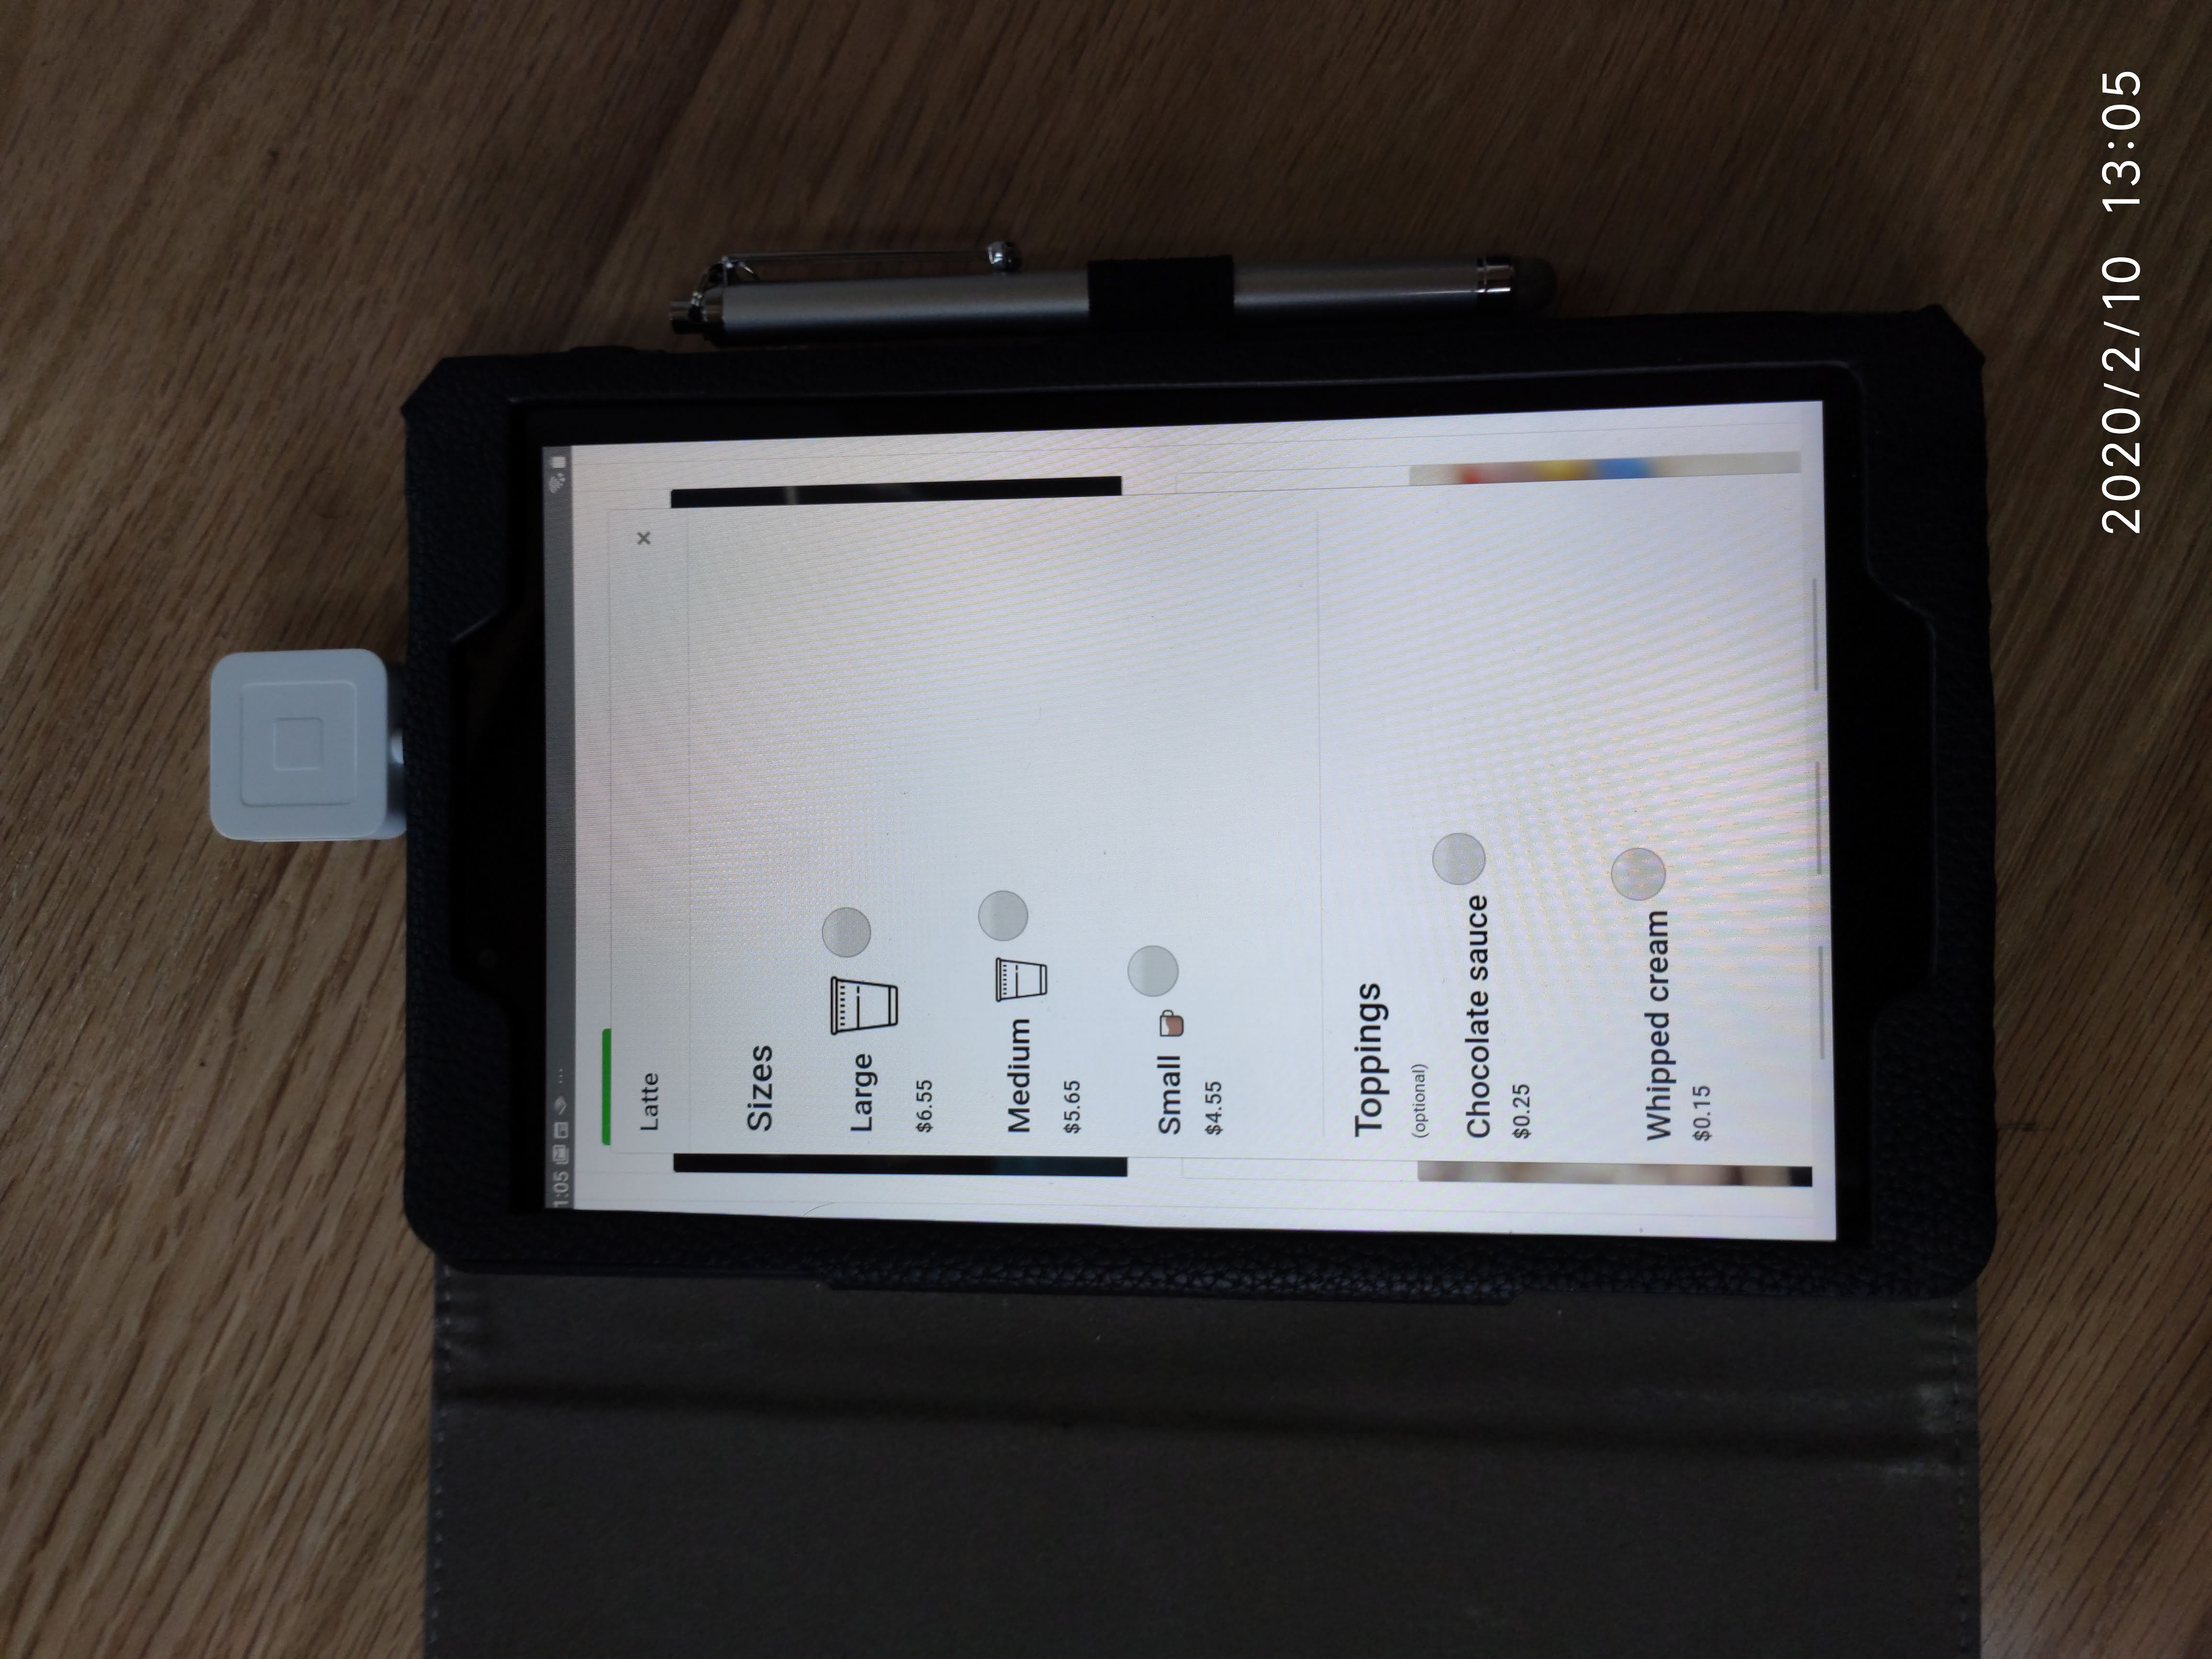 1:05
Latte
Sizes
Large
$6.55
Medium
$5.65
Small
$4.55
Toppings
(optional)
Chocolate sauce
$0.25
Whipped cream
$0.15
2020/2/10 13:05